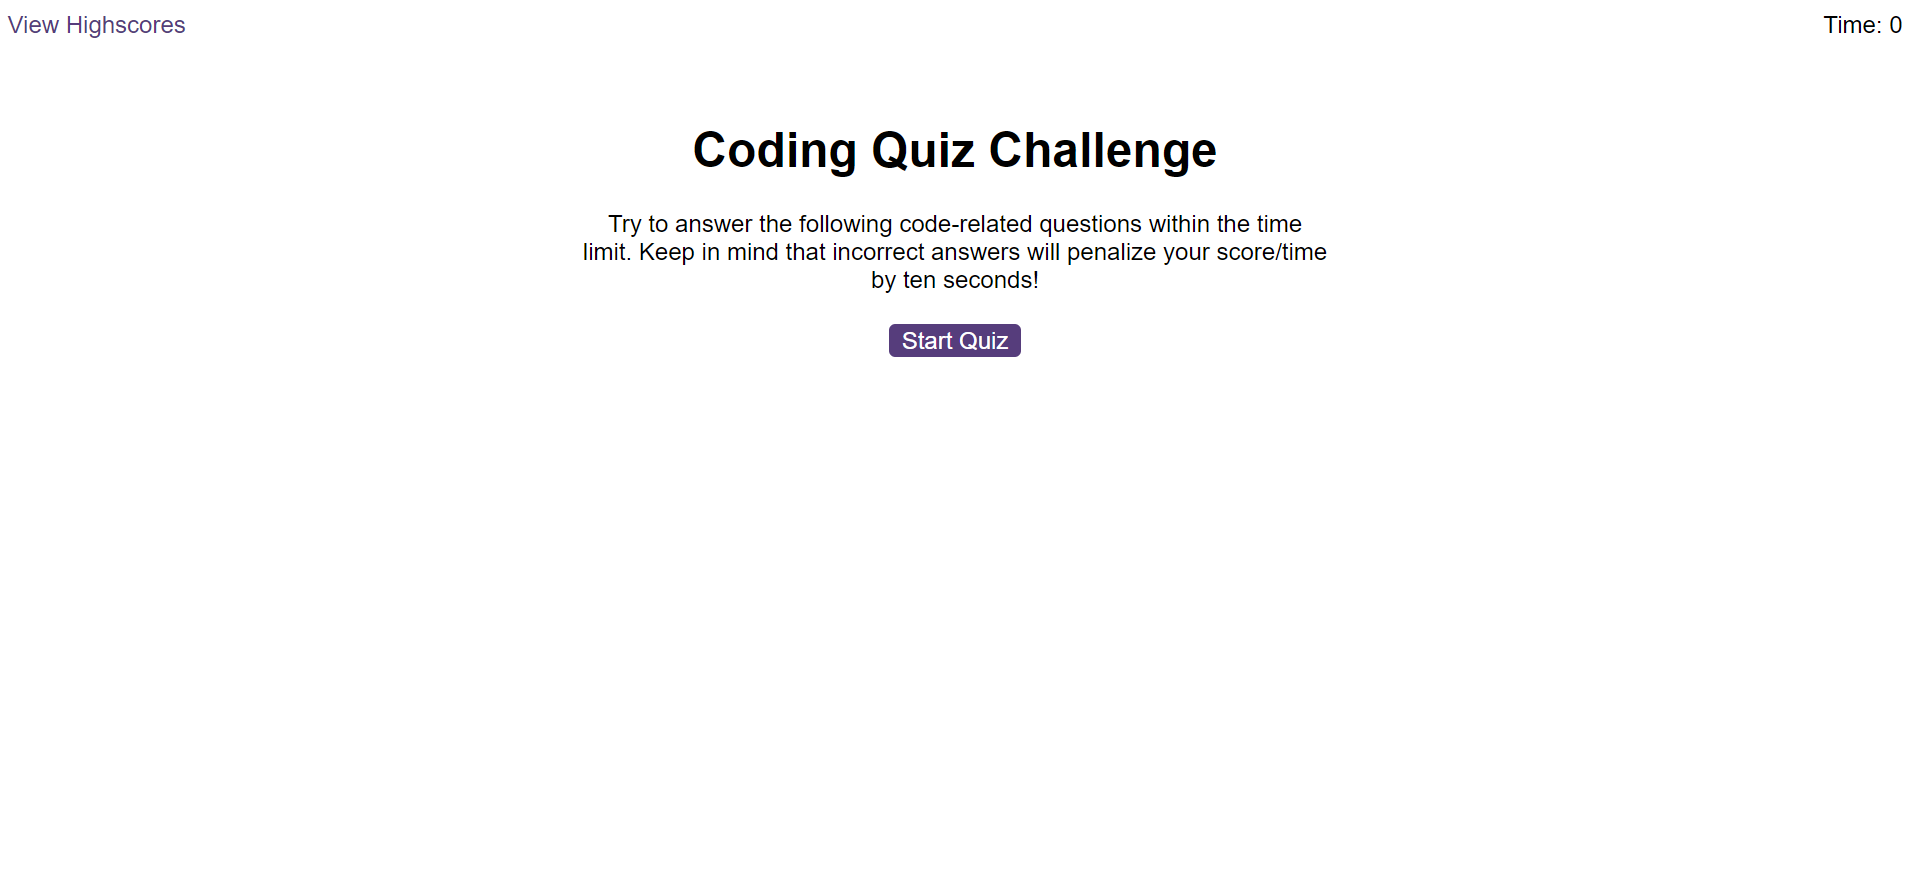 View Highscores
Time: 0
Coding Quiz Challenge
Try to answer the following code-related questions within the time
limit. Keep in mind that incorrect answers will penalize your score/time
by ten seconds!
Start Quiz